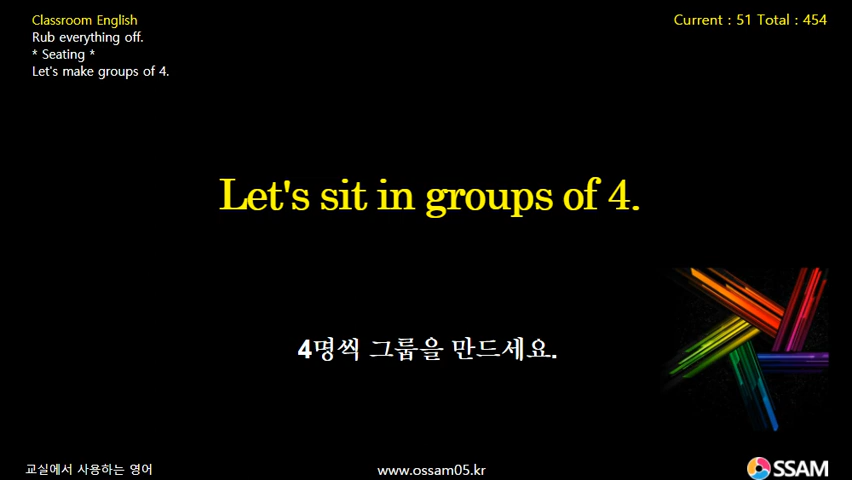 Classroom English
Rub everything off.
* Seating *
Let's make groups of 4.
Current : 51 Total : 454
Let's sit in groups of 4.
4명씩 그룹을 만드세요.
교실에서 사용하는 영어
www.ossam05.kr
SSAM